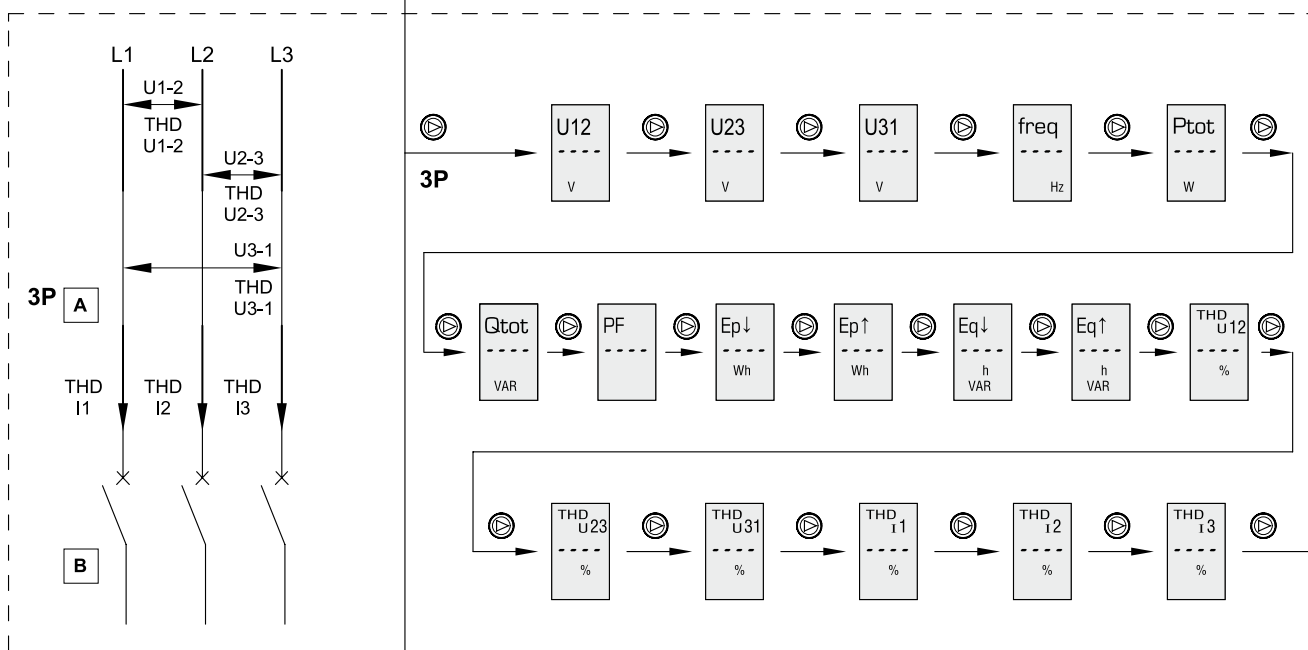 L1 L2 L3
U1-2
THD
U1-2
U2-3
THD
U2-3
U3-1
THD
U3-1
3P A
THD THD THD
I1 I2 I3
B
3P
U12
- - - -
V
U23
- - - -
V
U31
- - - -
V
freq
- - - -
Hz
Ptot
- - - -
W
Qtot
- - - -
VAR
PF
- - - -
Ep↓
- - - -
Wh
Ep↑
- - - -
Wh
Eq↓
- - - -
h
VAR
Eq↑
- - - -
h
VAR
THD
U12
- - - -
%
THD
U23
- - - -
%
THD
U31
- - - -
%
THD
I1
- - - -
%
THD
I2
- - - -
%
THD
I3
- - - -
%